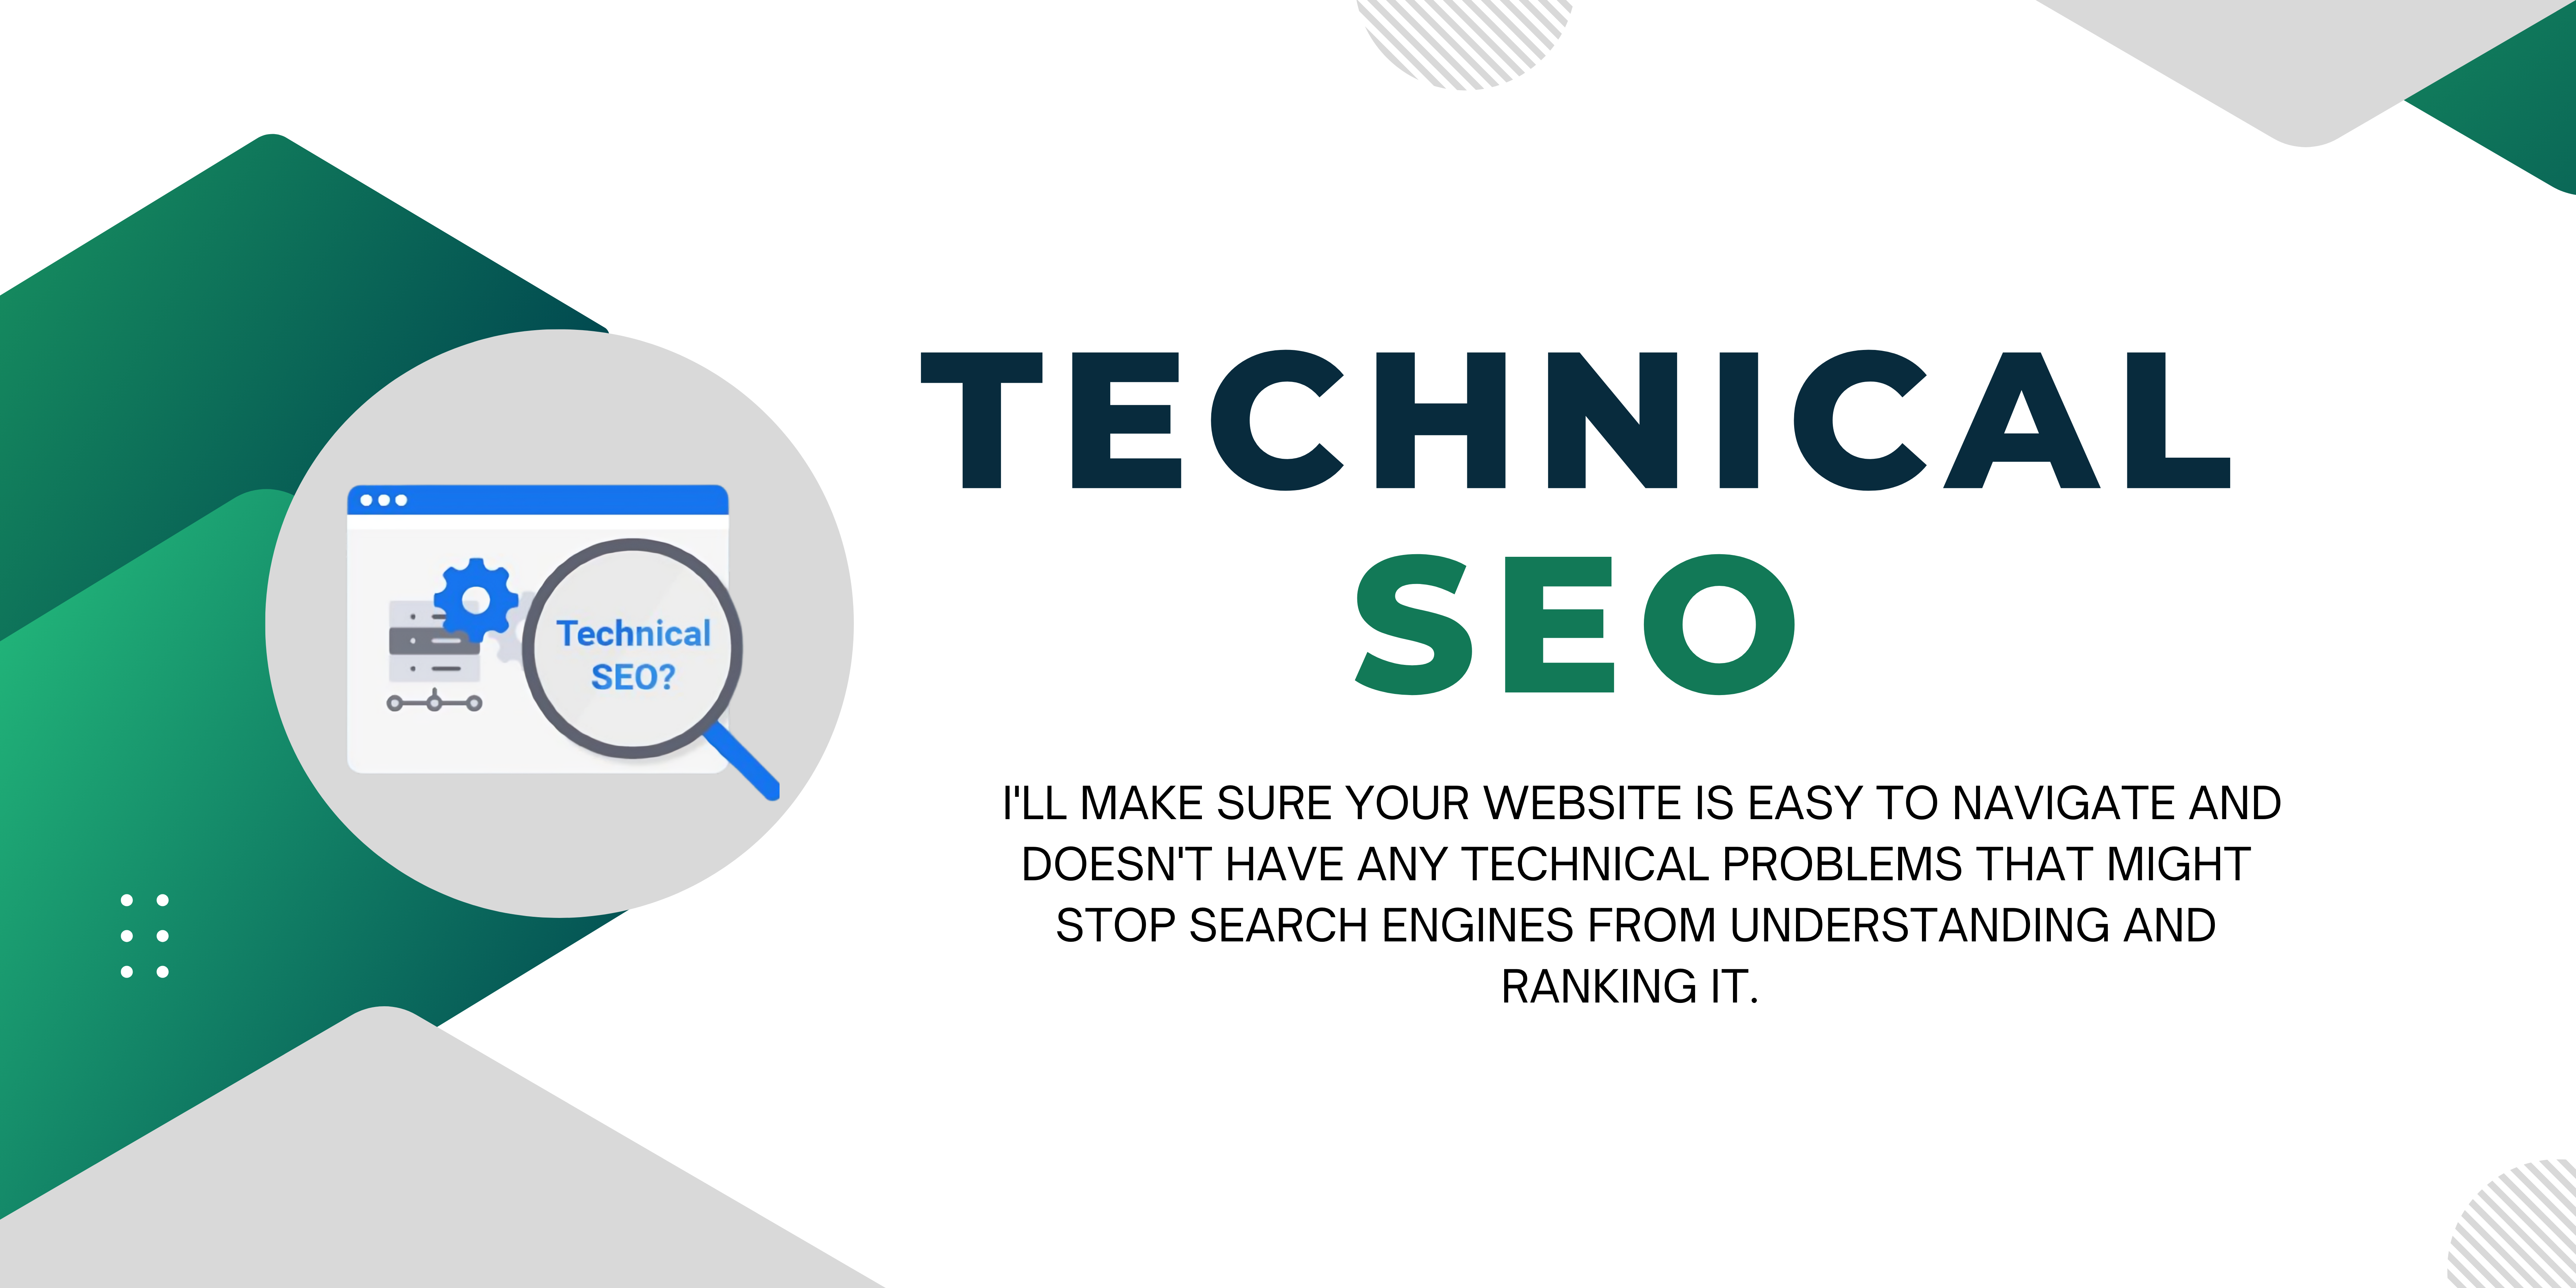 Technical
SEO?
TECHNICAL
SEO
I'LL MAKE SURE YOUR WEBSITE IS EASY TO NAVIGATE AND
DOESN'T HAVE ANY TECHNICAL PROBLEMS THAT MIGHT
STOP SEARCH ENGINES FROM UNDERSTANDING AND
RANKING IT.